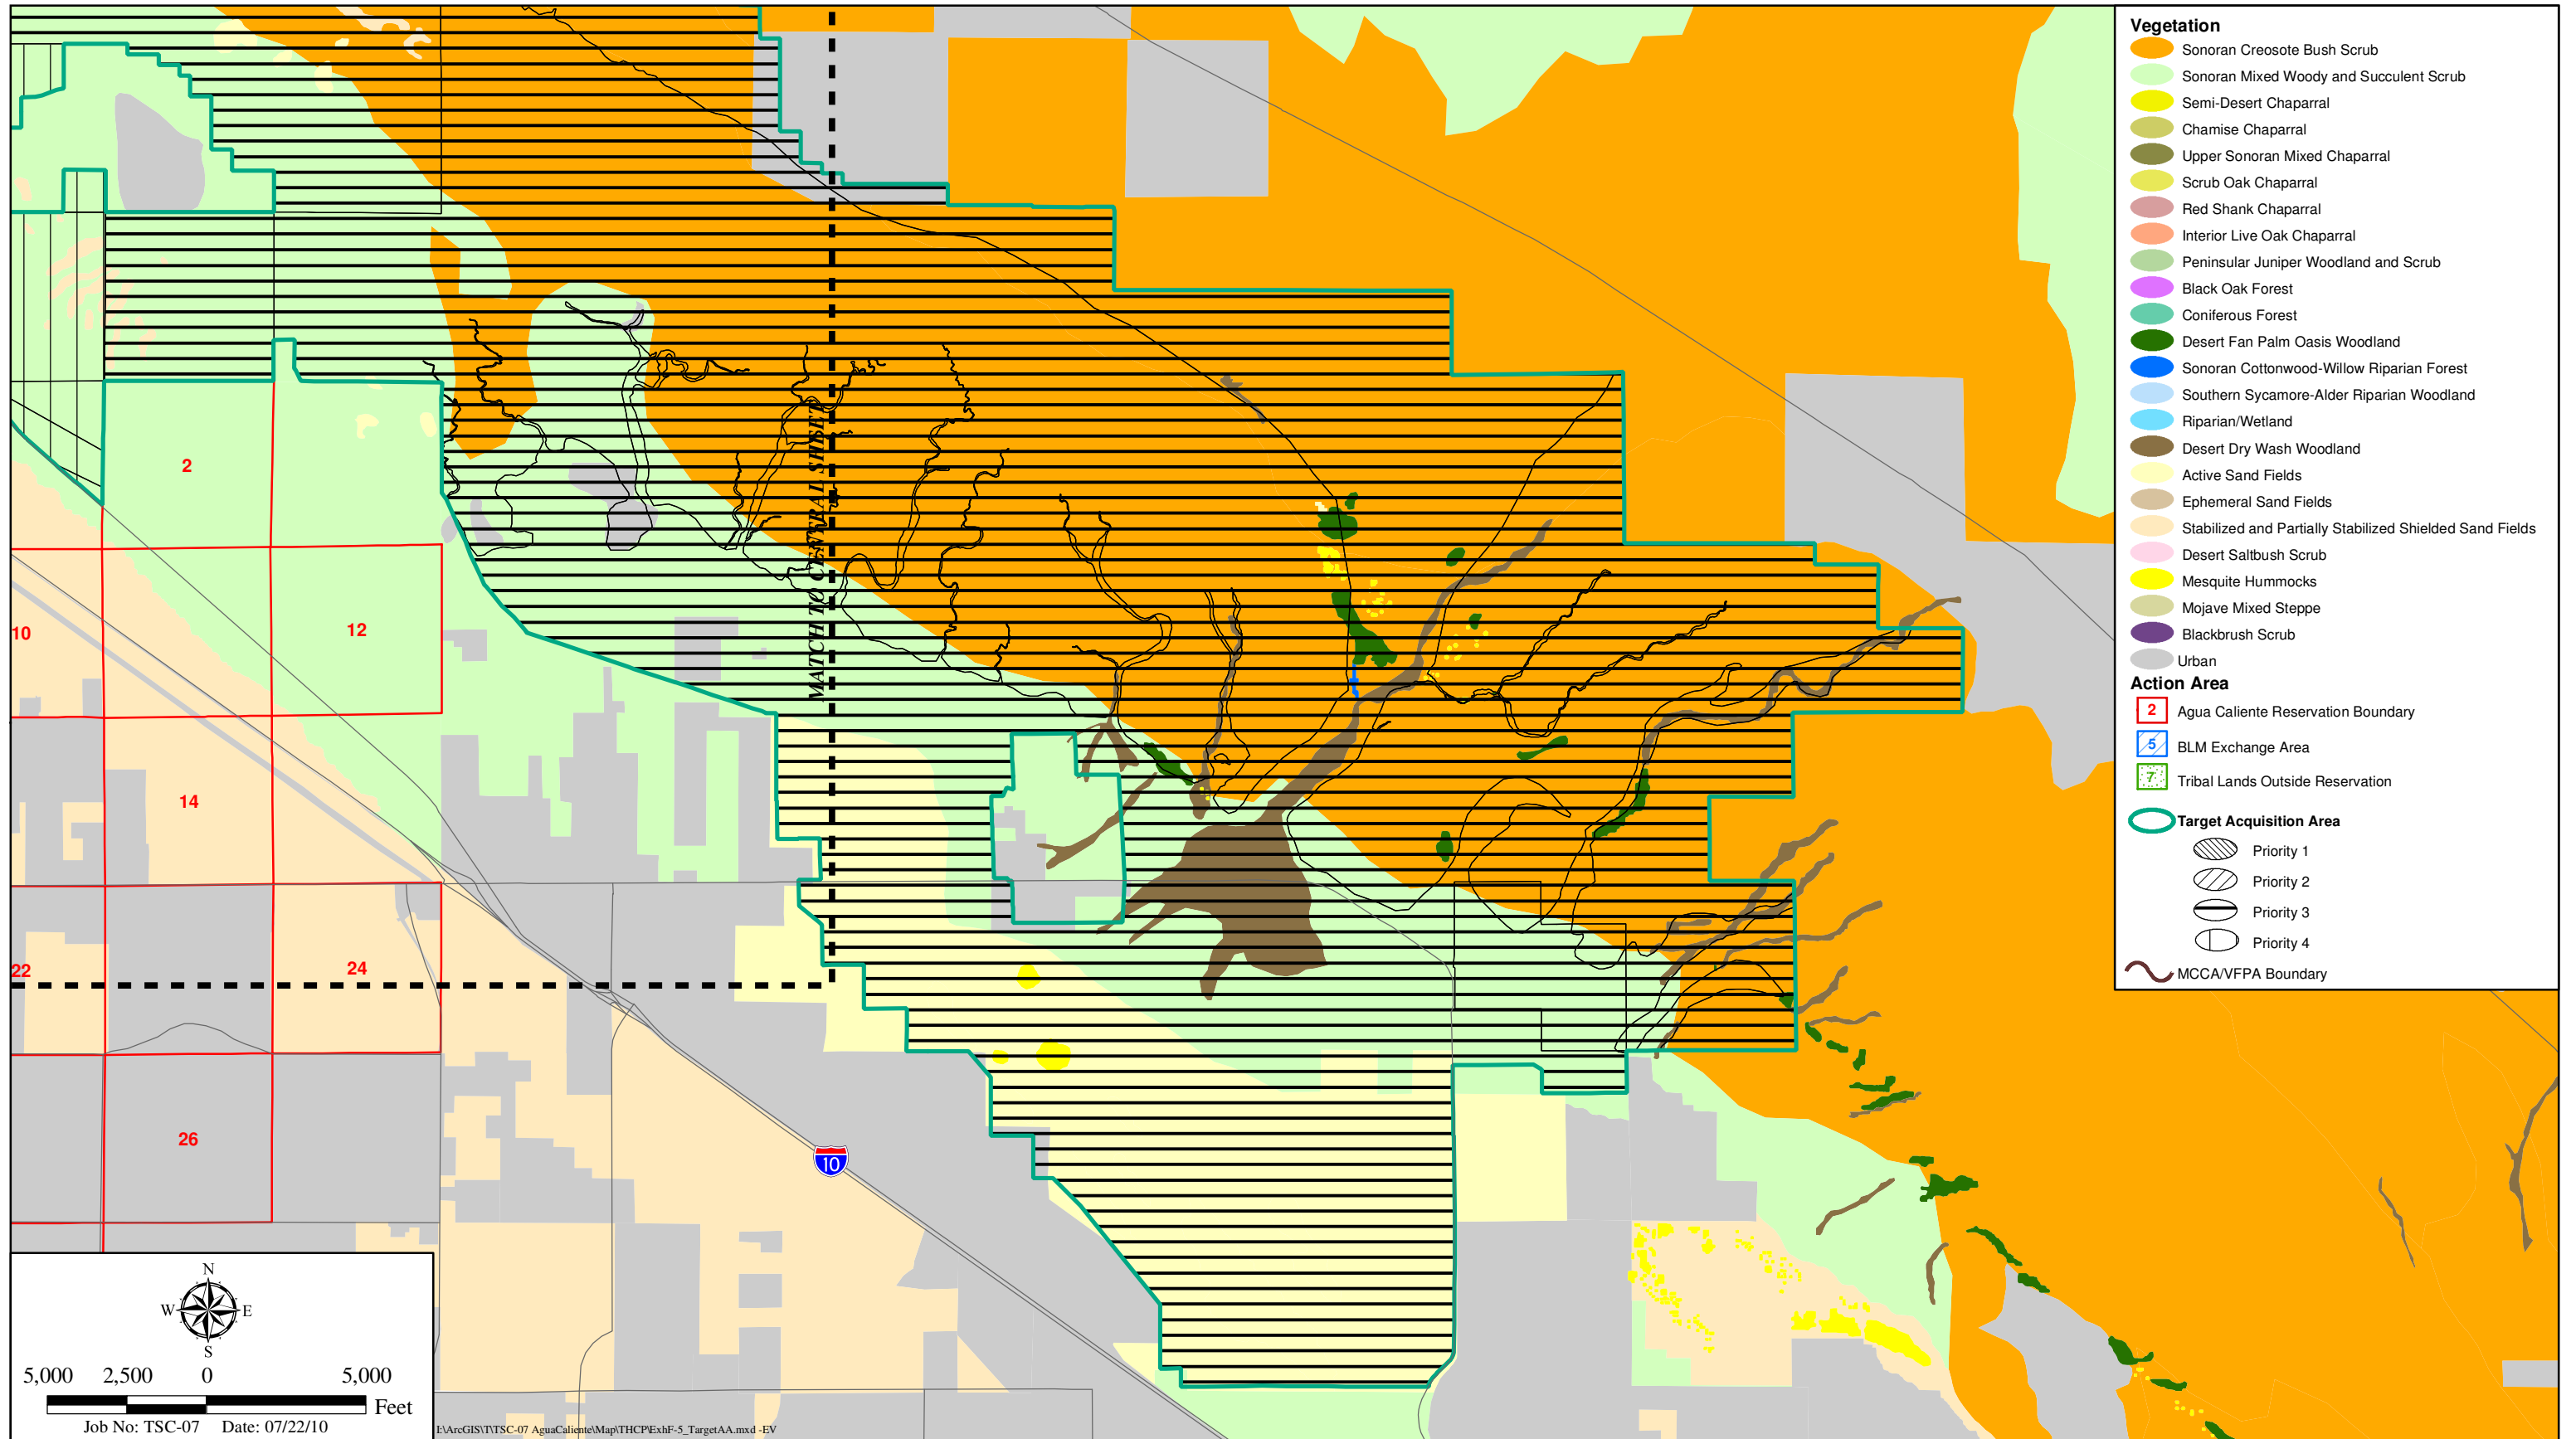 Vegetation
Sonoran Creosote Bush Scrub
Sonoran Mixed Woody and Succulent Scrub
Semi-Desert Chaparral
Chamise Chaparral
Upper Sonoran Mixed Chaparral
Scrub Oak Chaparral
Red Shank Chaparral
Interior Live Oak Chaparral
Peninsular Juniper Woodland and Scrub
Black Oak Forest
Coniferous Forest
Desert Fan Palm Oasis Woodland
Sonoran Cottonwood-Willow Riparian Forest
Southern Sycamore-Alder Riparian Woodland
Riparian/Wetland
Desert Dry Wash Woodland
Active Sand Fields
Ephemeral Sand Fields
Stabilized and Partially Stabilized Shielded Sand Fields
Desert Saltbush Scrub
Mesquite Hummocks
Mojave Mixed Steppe
Blackbrush Scrub
Urban
Action Area
2 Agua Caliente Reservation Boundary
5 BLM Exchange Area
7 Tribal Lands Outside Reservation
Target Acquisition Area
Priority 1
Priority 2
Priority 3
Priority 4
MCCA/VFPA Boundary
MATCH TO CENTRAL SHEET
2
10
12
14
22
24
26
10
N
W E
S
5,000 2,500 0 5,000
Feet
Job No: TSC-07 Date: 07/22/10
I:\ArcGIS\T\TSC-07 AguaCaliente\Map\THCP\ExhF-5_TargetAA.mxd -EV